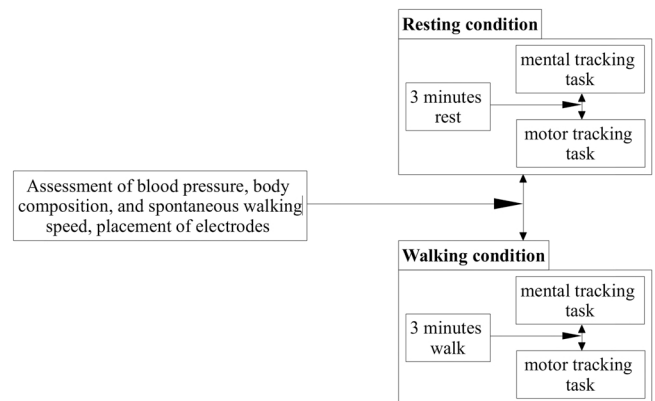 Resting condition
mental tracking
task
3 minutes
rest
motor tracking
task
Assessment of blood pressure, body
composition, and spontaneous walking
speed, placement of electrodes
Walking condition
mental tracking
task
3 minutes
walk
motor tracking
task